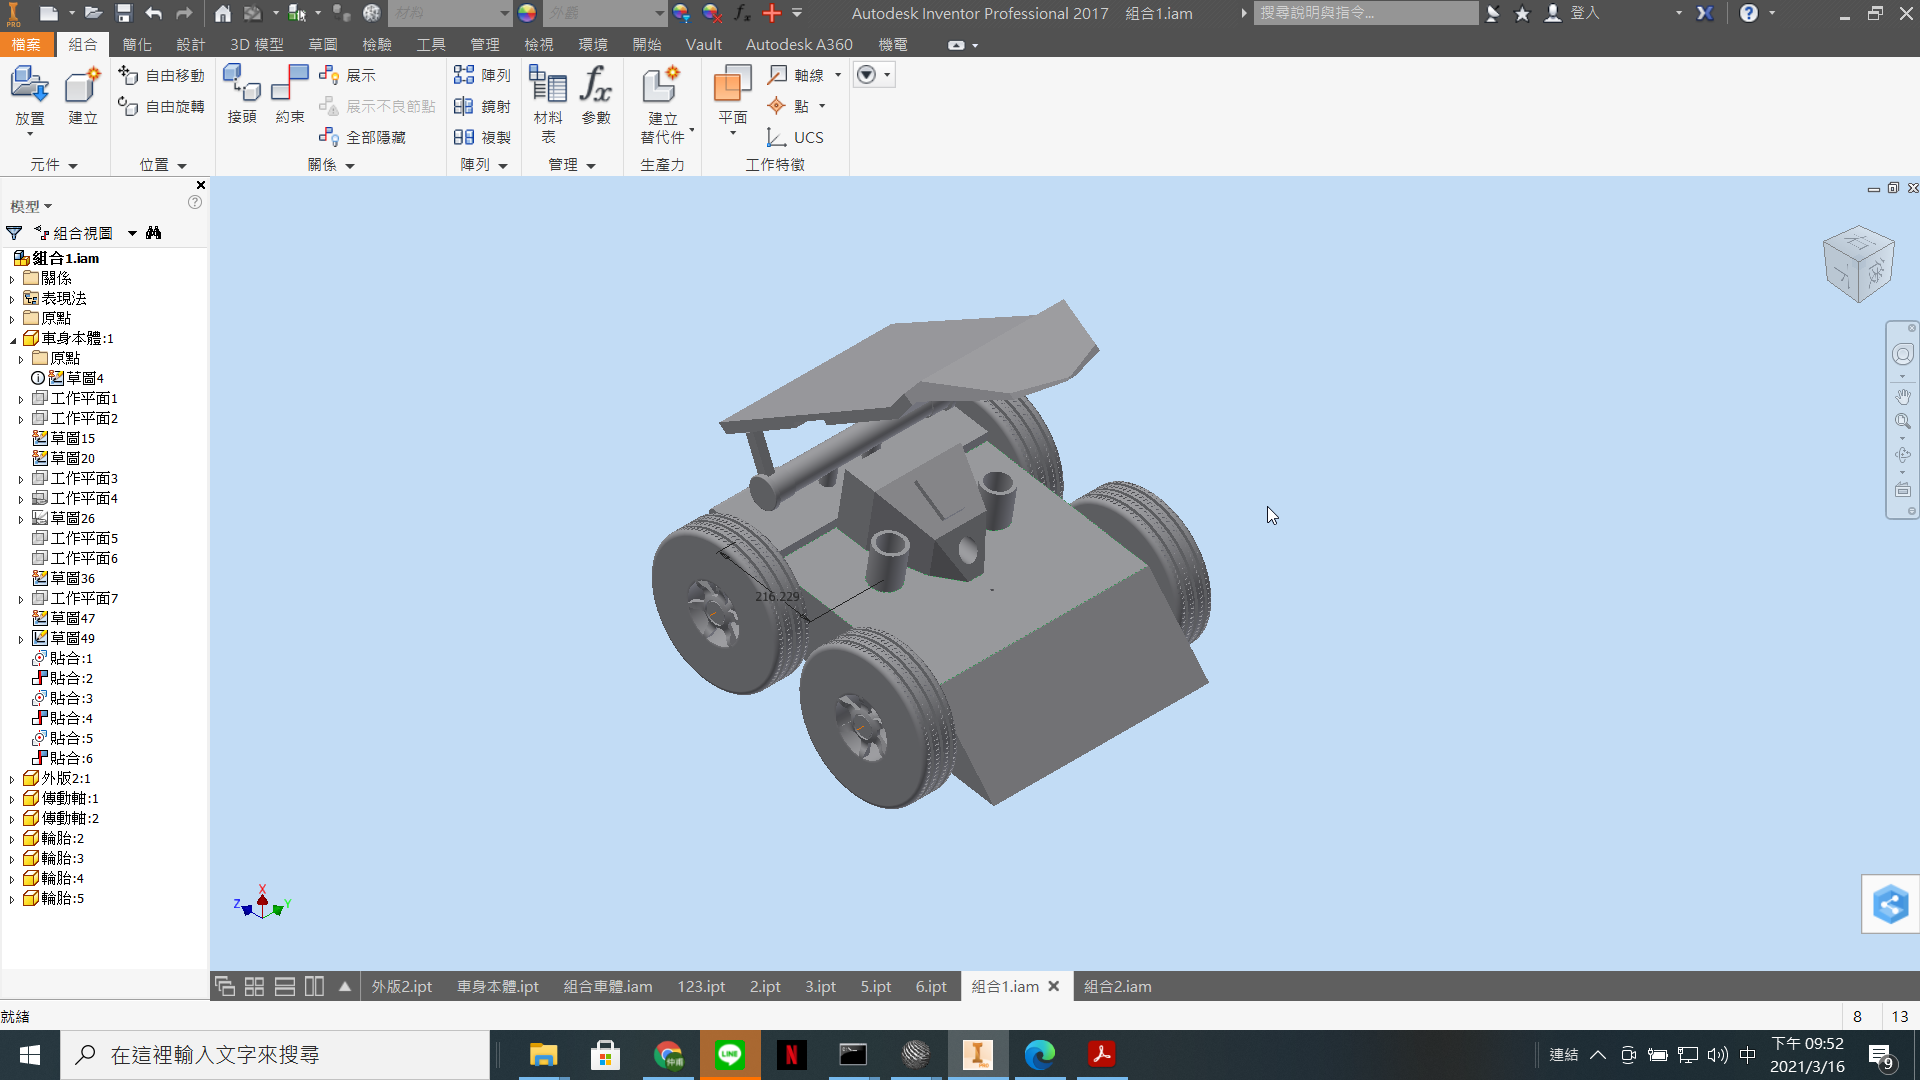 PRO
材料
外觀
Autodesk Inventor Professional 2017 組合1.iam
搜尋說明與指令...
登入
檔案 組合 簡化 設計 3D 模型 草圖 檢驗 工具 管理 檢視 環境 開始 Vault Autodesk A360 機電
放置
建立
自由移動
自由旋轉
接頭
約束
展示
展示不良節點
全部隱藏
陣列
鏡射
複製
材料表
fx
參數
建立
替代件
平面
軸線
點
UCS
元件 位置 關係 陣列 管理 生產力 工作特徵
模型
組合視圖
組合1.iam
關係
表現法
原點
車身本體:1
原點
草圖4
工作平面1
工作平面2
草圖15
草圖20
工作平面3
工作平面4
草圖26
工作平面5
工作平面6
草圖36
工作平面7
草圖47
草圖49
貼合:1
貼合:2
貼合:3
貼合:4
貼合:5
貼合:6
外版2:1
傳動軸:1
傳動軸:2
輪胎:2
輪胎:3
輪胎:4
輪胎:5
216.229
X
Z
Y
外版2.ipt 車身本體.ipt 組合車體.iam 123.ipt 2.ipt 3.ipt 5.ipt 6.ipt 組合1.iam 組合2.iam
就緒
8 13
在這裡輸入文字來搜尋
LINE
N
連結
中
下午 09:52
2021/3/16
9